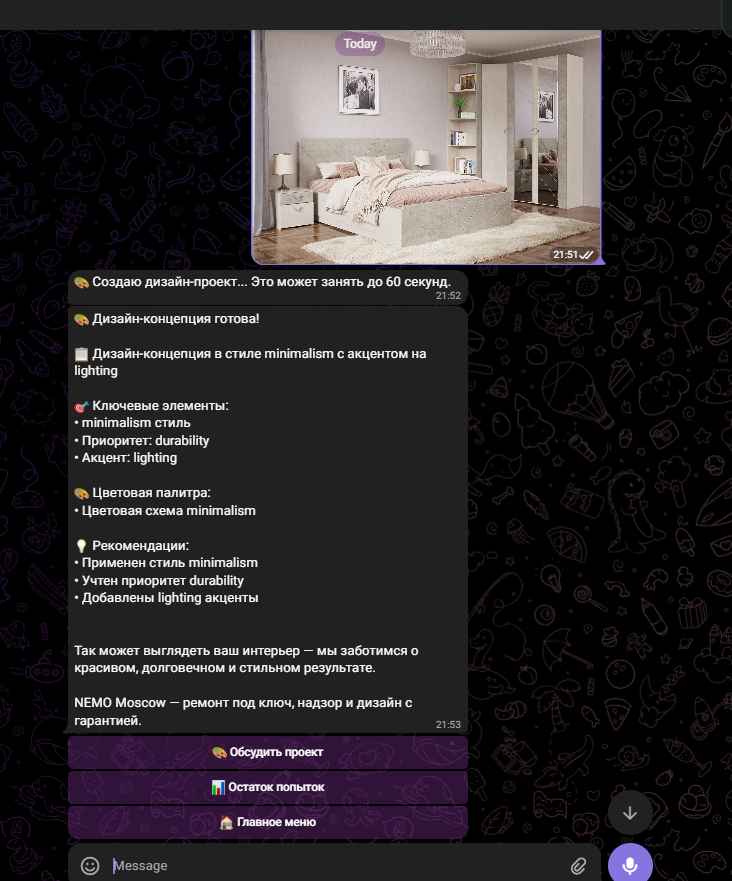 Today
21:51
🎨 Создаю дизайн-проект... Это может занять до 60 секунд.
21:52
🎨 Дизайн-концепция готова!
📋 Дизайн-концепция в стиле minimalism с акцентом на
lighting
🎯 Ключевые элементы:
• minimalism стиль
• Приоритет: durability
• Акцент: lighting
🎨 Цветовая палитра:
• Цветовая схема minimalism
💡 Рекомендации:
• Применен стиль minimalism
• Учтен приоритет durability
• Добавлены lighting акценты
Так может выглядеть ваш интерьер — мы заботимся о
красивом, долговечном и стильном результате.
NEMO Moscow — ремонт под ключ, надзор и дизайн с
гарантией.
21:53
🎨 Обсудить проект
📊 Остаток попыток
🏠 Главное меню
Message